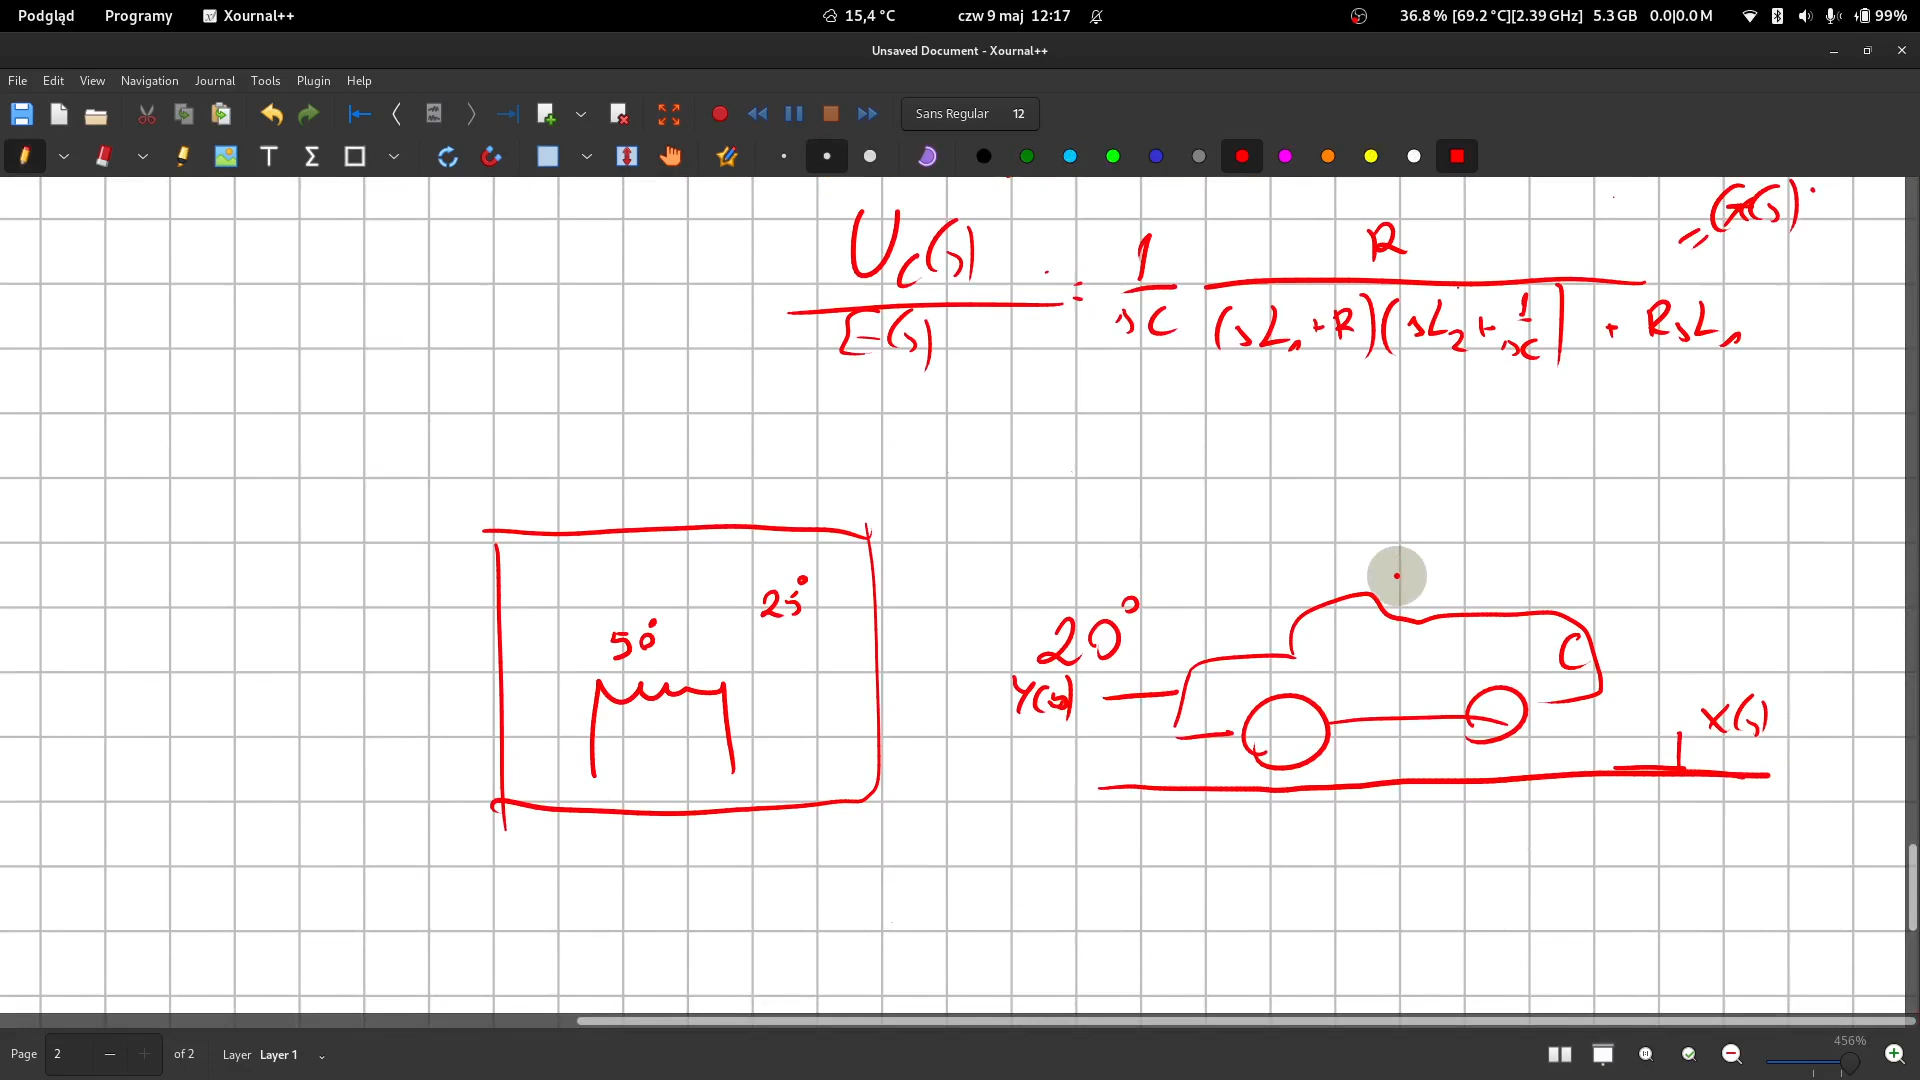 Podgląd Programy Xournal++ 15,4 °C czw 9 maj 12:17 36.8 % [69.2 °C][2.39 GHz] 5.3 GB 0.0|0.0 M 99%
Unsaved Document - Xournal++
File Edit View Navigation Journal Tools Plugin Help
Sans Regular 12
U_C(s) / E(s) = 1 / sC · R / (sL₁ + R)(sL₂ + 1/sC) + RsL₁ = G(s)
25°
50°
20°
C
Y(s)
X(s)
Page 2 of 2 Layer Layer 1 456%